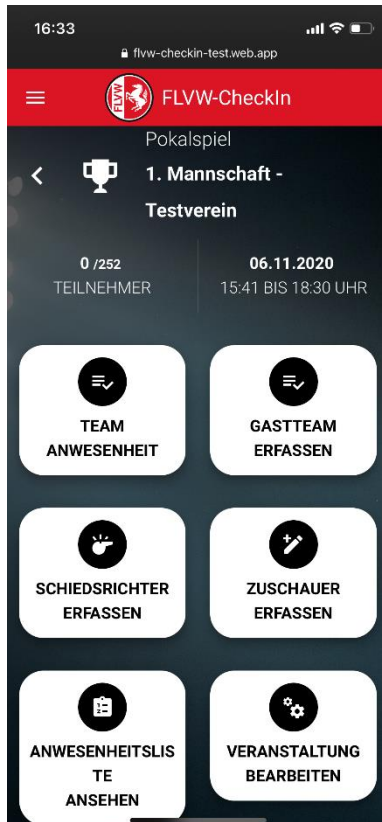 16:33
flvw-checkin-test.web.app
FLVW
FLVW-CheckIn
Pokalspiel
1. Mannschaft -
Testverein
0 /252
TEILNEHMER
06.11.2020
15:41 BIS 18:30 UHR
TEAM
ANWESENHEIT
GASTTEAM
ERFASSEN
SCHIEDSRICHTER
ERFASSEN
ZUSCHAUER
ERFASSEN
ANWESENHEITSLIS
TE
ANSEHEN
VERANSTALTUNG
BEARBEITEN